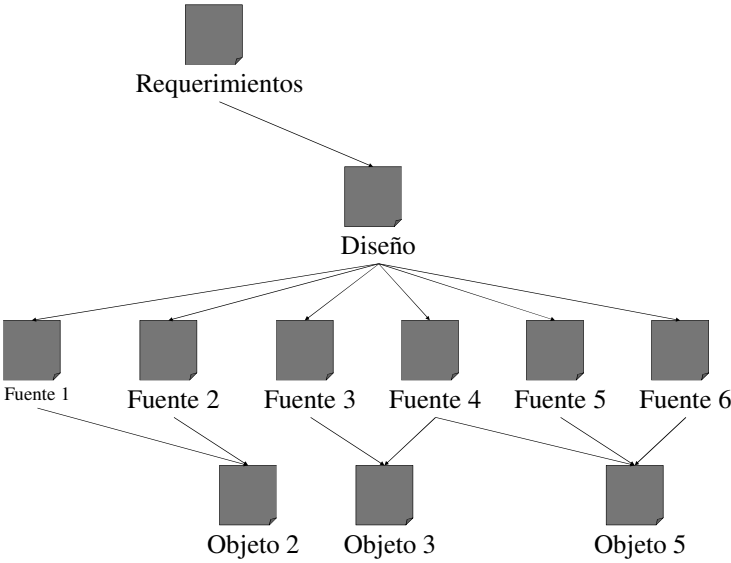 Requerimientos
Diseño
Fuente 1
Fuente 2
Fuente 3
Fuente 4
Fuente 5
Fuente 6
Objeto 2
Objeto 3
Objeto 5